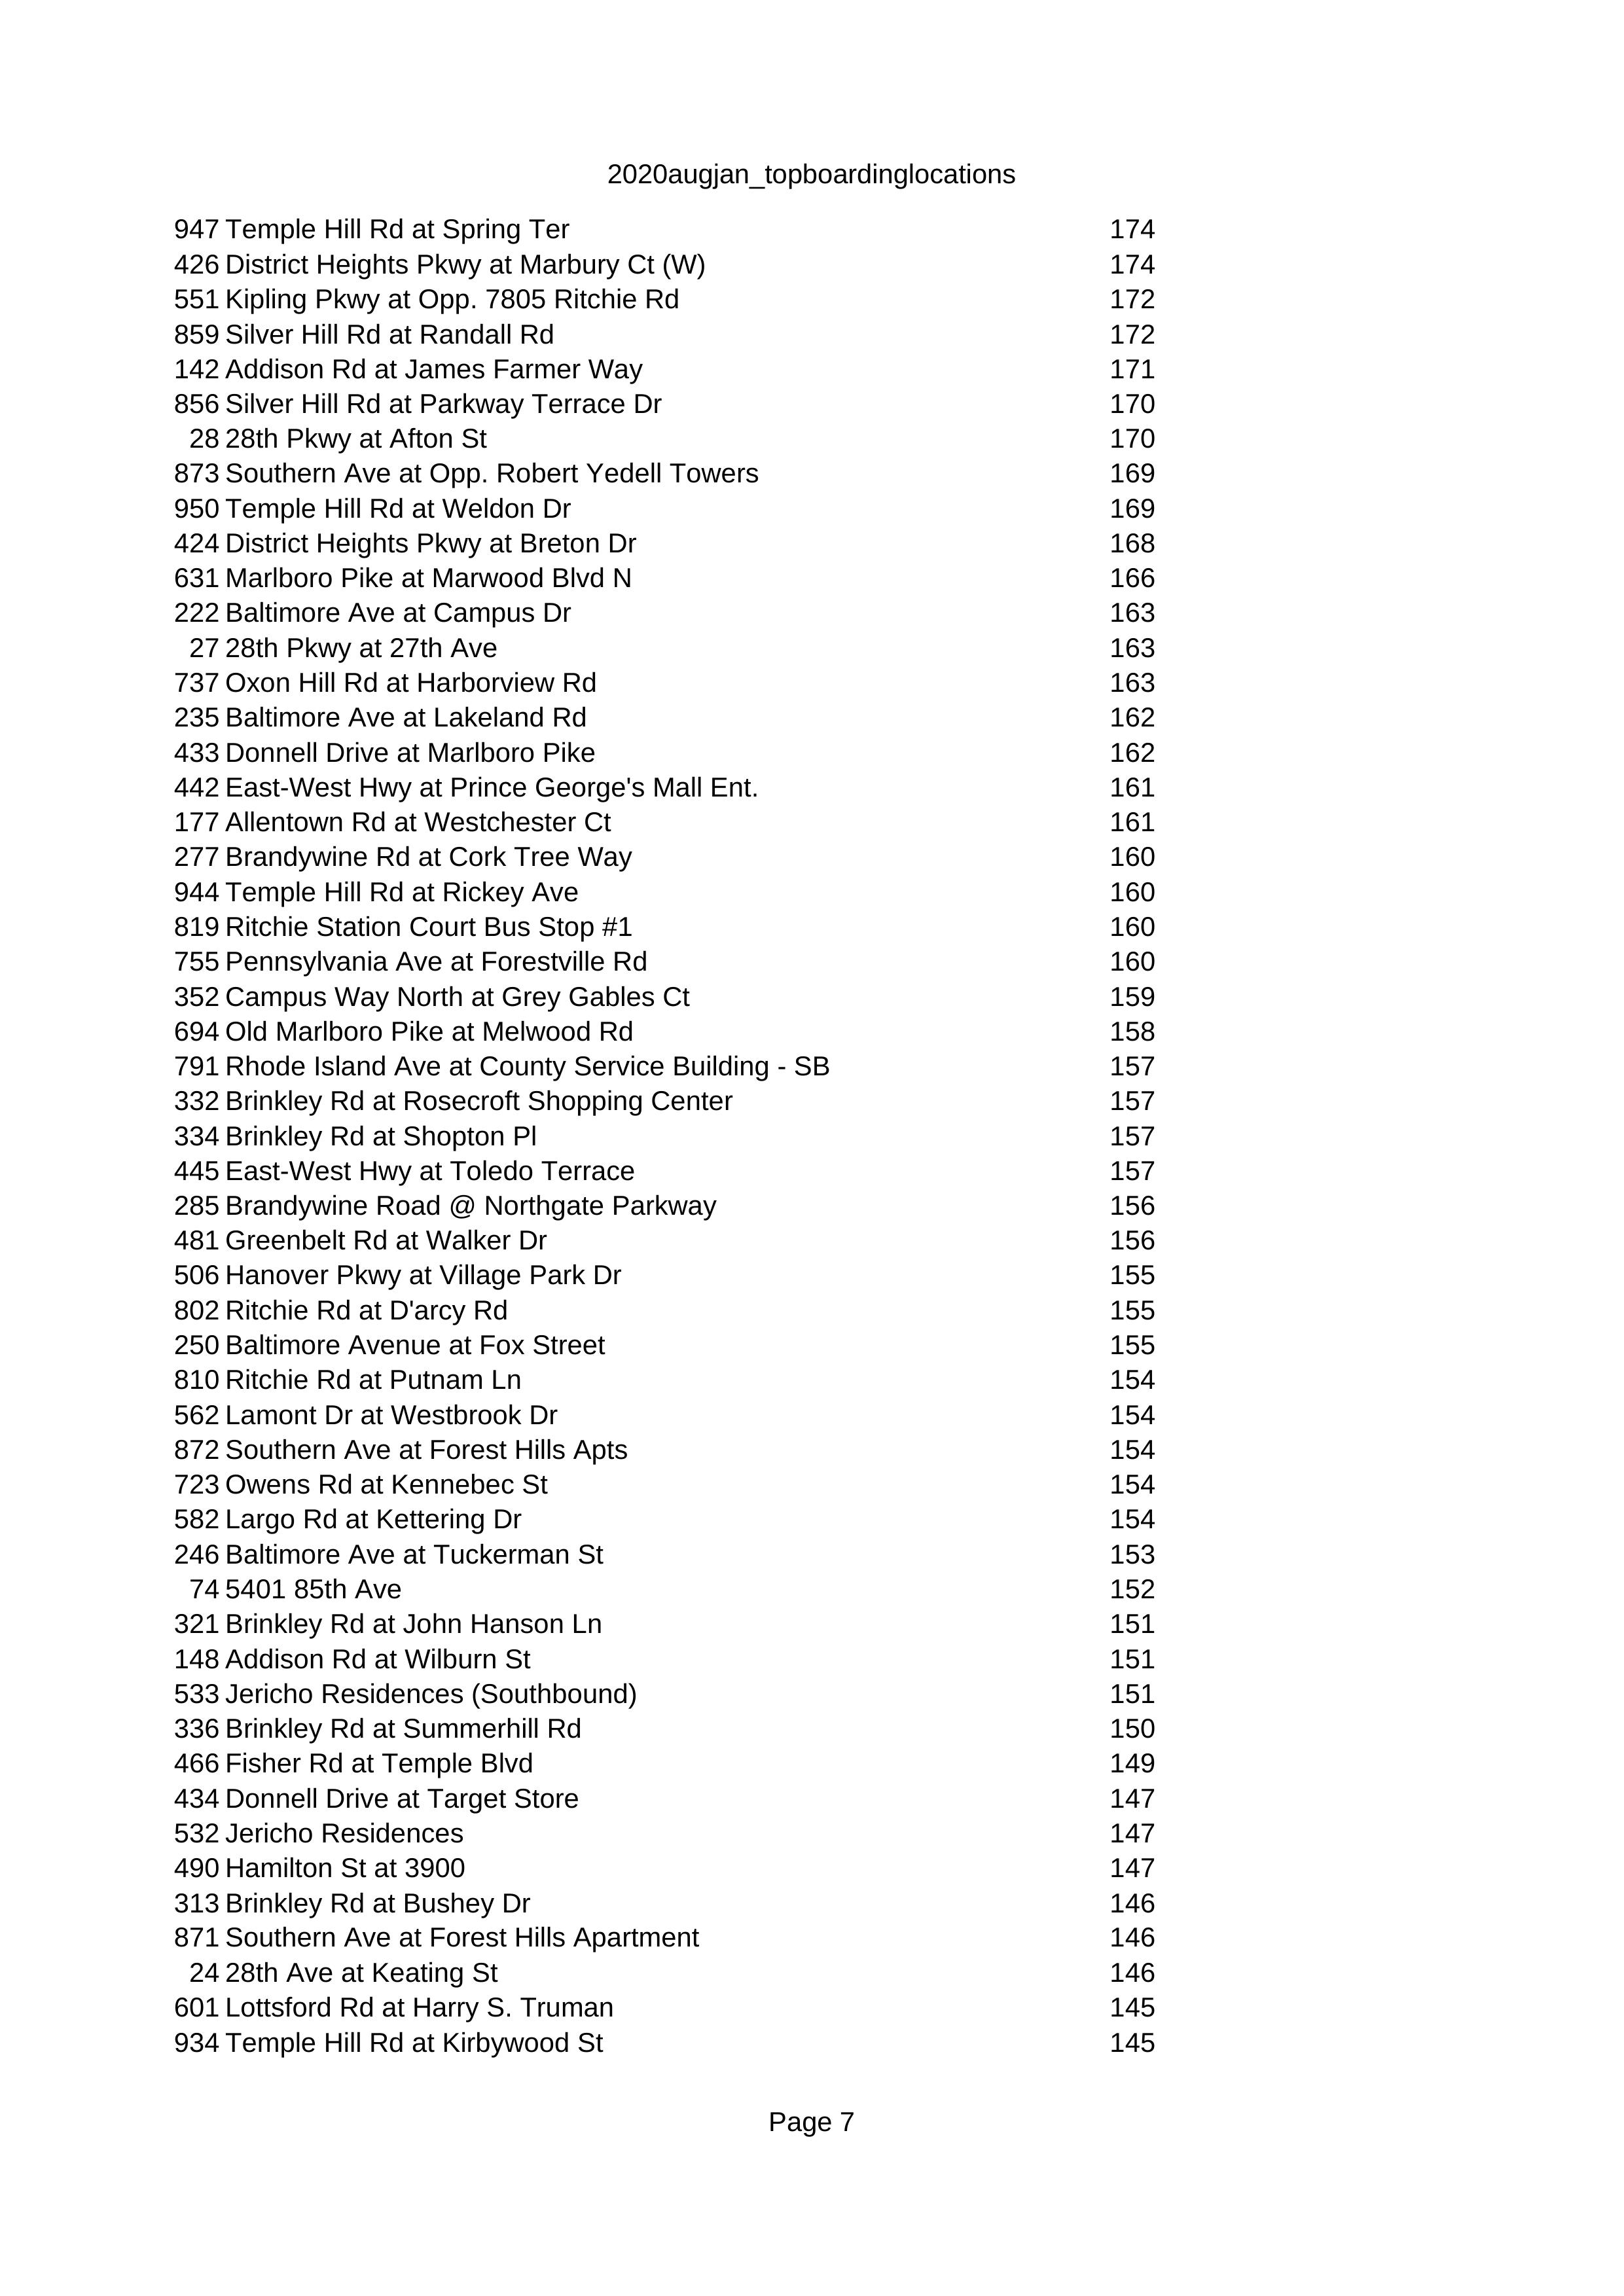 2020augjan_topboardinglocations
947 Temple Hill Rd at Spring Ter 174
426 District Heights Pkwy at Marbury Ct (W) 174
551 Kipling Pkwy at Opp. 7805 Ritchie Rd 172
859 Silver Hill Rd at Randall Rd 172
142 Addison Rd at James Farmer Way 171
856 Silver Hill Rd at Parkway Terrace Dr 170
28 28th Pkwy at Afton St 170
873 Southern Ave at Opp. Robert Yedell Towers 169
950 Temple Hill Rd at Weldon Dr 169
424 District Heights Pkwy at Breton Dr 168
631 Marlboro Pike at Marwood Blvd N 166
222 Baltimore Ave at Campus Dr 163
27 28th Pkwy at 27th Ave 163
737 Oxon Hill Rd at Harborview Rd 163
235 Baltimore Ave at Lakeland Rd 162
433 Donnell Drive at Marlboro Pike 162
442 East-West Hwy at Prince George's Mall Ent. 161
177 Allentown Rd at Westchester Ct 161
277 Brandywine Rd at Cork Tree Way 160
944 Temple Hill Rd at Rickey Ave 160
819 Ritchie Station Court Bus Stop #1 160
755 Pennsylvania Ave at Forestville Rd 160
352 Campus Way North at Grey Gables Ct 159
694 Old Marlboro Pike at Melwood Rd 158
791 Rhode Island Ave at County Service Building - SB 157
332 Brinkley Rd at Rosecroft Shopping Center 157
334 Brinkley Rd at Shopton Pl 157
445 East-West Hwy at Toledo Terrace 157
285 Brandywine Road @ Northgate Parkway 156
481 Greenbelt Rd at Walker Dr 156
506 Hanover Pkwy at Village Park Dr 155
802 Ritchie Rd at D'arcy Rd 155
250 Baltimore Avenue at Fox Street 155
810 Ritchie Rd at Putnam Ln 154
562 Lamont Dr at Westbrook Dr 154
872 Southern Ave at Forest Hills Apts 154
723 Owens Rd at Kennebec St 154
582 Largo Rd at Kettering Dr 154
246 Baltimore Ave at Tuckerman St 153
74 5401 85th Ave 152
321 Brinkley Rd at John Hanson Ln 151
148 Addison Rd at Wilburn St 151
533 Jericho Residences (Southbound) 151
336 Brinkley Rd at Summerhill Rd 150
466 Fisher Rd at Temple Blvd 149
434 Donnell Drive at Target Store 147
532 Jericho Residences 147
490 Hamilton St at 3900 147
313 Brinkley Rd at Bushey Dr 146
871 Southern Ave at Forest Hills Apartment 146
24 28th Ave at Keating St 146
601 Lottsford Rd at Harry S. Truman 145
934 Temple Hill Rd at Kirbywood St 145
Page 7